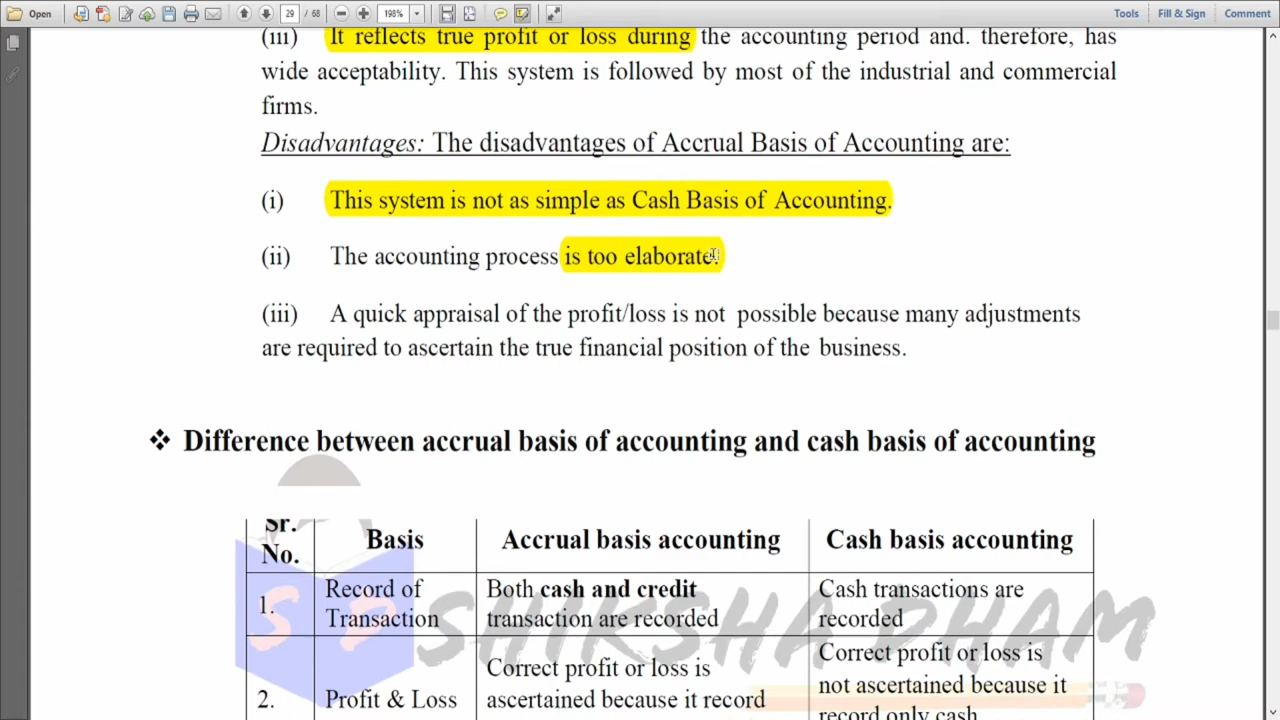 Open
29 / 68
198%
Tools
Fill & Sign
Comment
(iii) It reflects true profit or loss during the accounting period and. therefore, has
wide acceptability. This system is followed by most of the industrial and commercial
firms.
Disadvantages: The disadvantages of Accrual Basis of Accounting are:
(i) This system is not as simple as Cash Basis of Accounting.
(ii) The accounting process is too elaborate.
(iii) A quick appraisal of the profit/loss is not possible because many adjustments
are required to ascertain the true financial position of the business.
❖ Difference between accrual basis of accounting and cash basis of accounting
Sr.
No.
Basis
Accrual basis accounting
Cash basis accounting
1.
Record of
Transaction
Both cash and credit
transaction are recorded
Cash transactions are
recorded
2.
Profit & Loss
Correct profit or loss is
ascertained because it record
Correct profit or loss is
not ascertained because it
record only cash
SD SHIKSHA DHAM